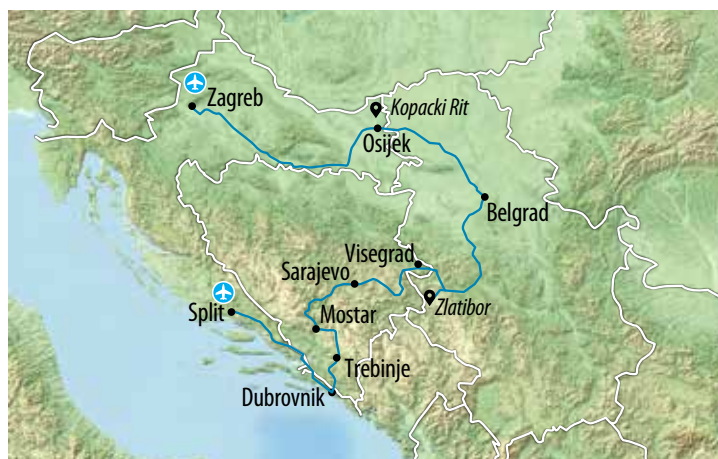 Zagreb
Kopacki Rit
Osijek
Belgrad
Visegrad
Sarajevo
Zlatibor
Split
Mostar
Trebinje
Dubrovnik